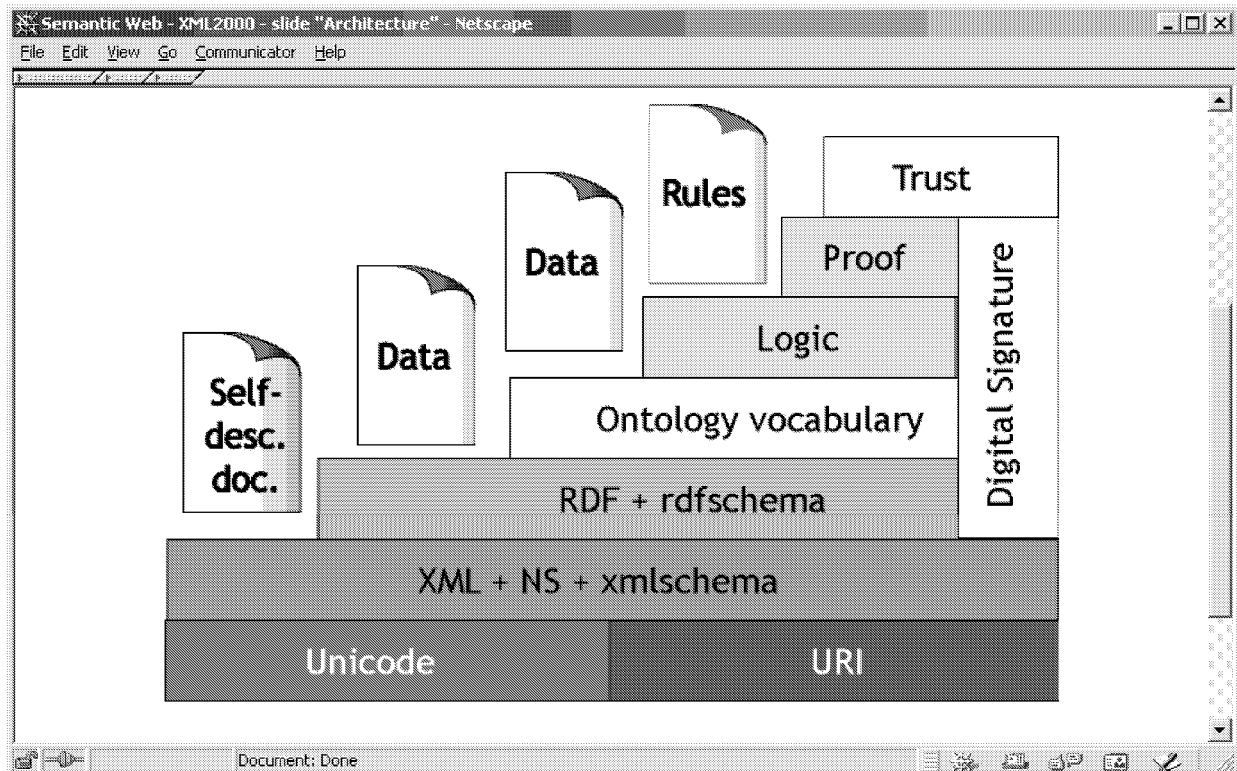 Semantic Web - XML2000 - slide "Architecture" - Netscape
File Edit View Go Communicator Help
Rules
Trust
Data
Proof
Data
Logic
Self-
desc.
doc.
Ontology vocabulary
Digital Signature
RDF + rdfschema
XML + NS + xmlschema
Unicode URI
Document: Done